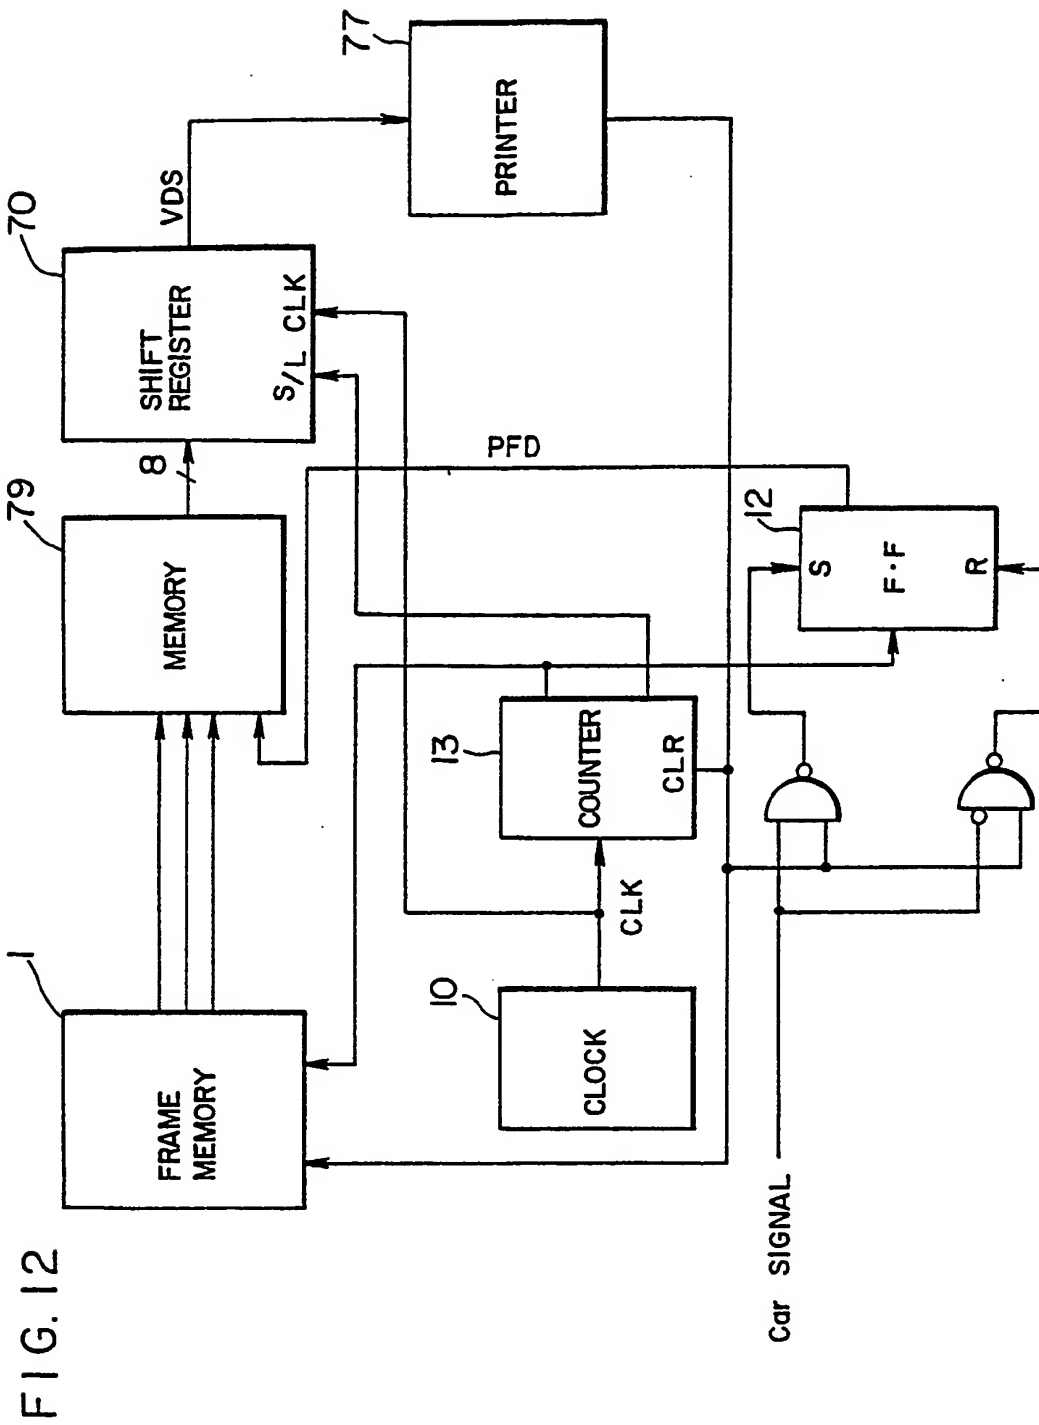 FIG. 12
1
FRAME
MEMORY
79
MEMORY
8
70
SHIFT
REGISTER
S/L CLK
VDS
77
PRINTER
PFD
10
CLOCK
CLK
13
COUNTER
CLR
12
S
F·F
R
Car SIGNAL